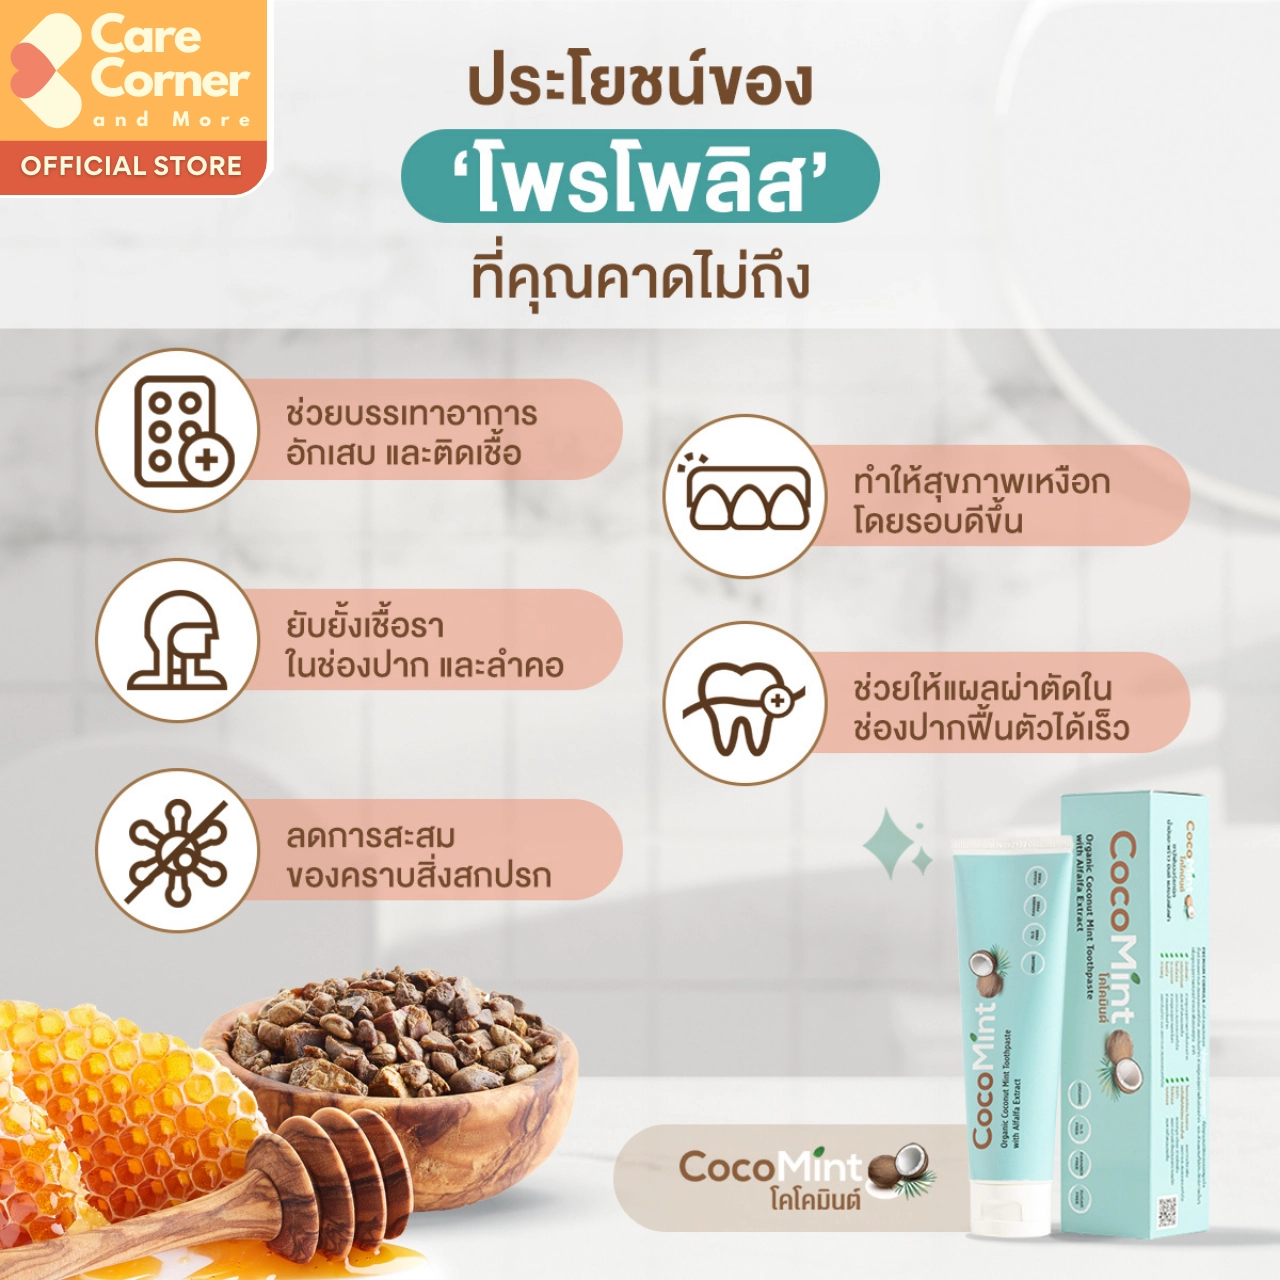 Care
Corner
and More
OFFICIAL STORE
ประโยชน์ของ
‘โพรโพลิส’
ที่คุณคาดไม่ถึง
ช่วยบรรเทาอาการ
อักเสบ และติดเชื้อ
ทำให้สุขภาพเหงือก
โดยรอบดีขึ้น
ยับยั้งเชื้อรา
ในช่องปาก และลำคอ
ช่วยให้แผลผ่าตัดใน
ช่องปากฟื้นตัวได้เร็ว
ลดการสะสม
ของคราบสิ่งสกปรก
CocoMint
โคโคมินต์
CocoMint
Organic Coconut Mint Toothpaste
with Alfalfa Extract
CocoMint
โคโคมินต์
Organic Coconut Mint Toothpaste
with Alfalfa Extract
CocoMint
โคโคมินต์